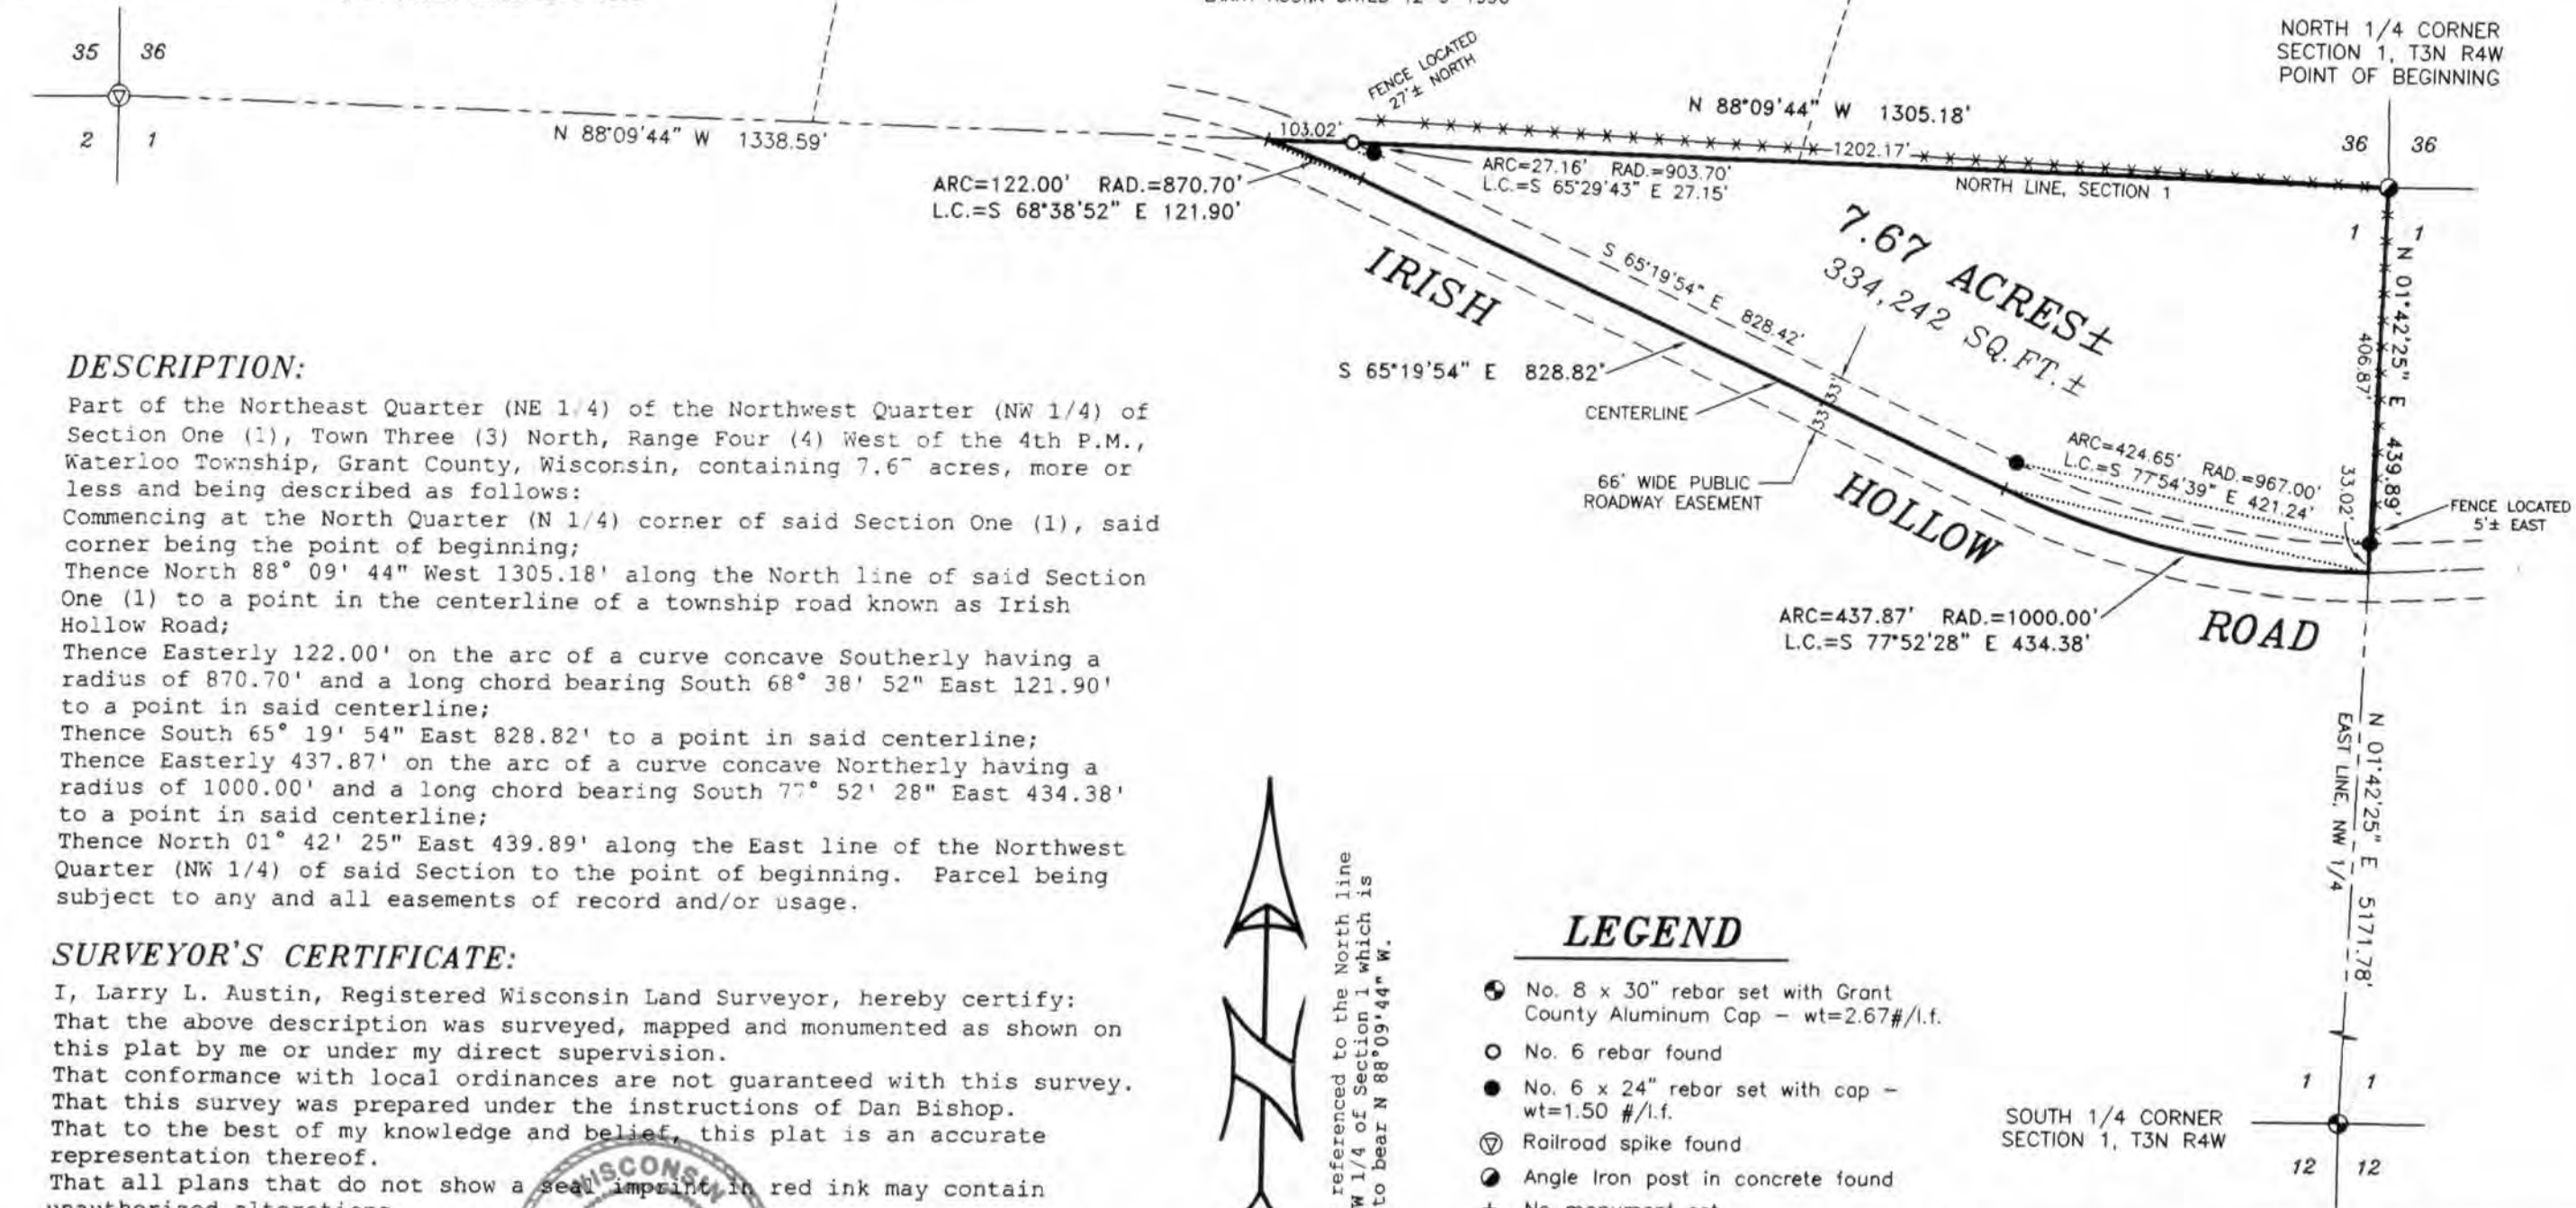 35 36
2 1
N 88°09'44" W 1338.59'
FENCE LOCATED
27'± NORTH
103.02'
N 88°09'44" W 1305.18'
1202.17'
NORTH LINE, SECTION 1
NORTH 1/4 CORNER
SECTION 1, T3N R4W
POINT OF BEGINNING
36 36
1 1
ARC=122.00' RAD.=870.70'
L.C.=S 68°38'52" E 121.90'
ARC=27.16' RAD.=903.70'
L.C.=S 65°29'43" E 27.15'
7.67 ACRES±
334,242 SQ.FT.±
S 65°19'54" E 828.42'
IRISH
HOLLOW
ROAD
S 65°19'54" E 828.82'
CENTERLINE
33' 33'
66' WIDE PUBLIC
ROADWAY EASEMENT
ARC=424.65' RAD.=967.00'
L.C.=S 77°54'39" E 421.24'
N 01°42'25" E 439.89'
406.87'
33.02'
FENCE LOCATED
5'± EAST
ARC=437.87' RAD.=1000.00'
L.C.=S 77°52'28" E 434.38'
N 01°42'25" E 5171.78'
EAST LINE, NW 1/4
DESCRIPTION:
Part of the Northeast Quarter (NE 1 4) of the Northwest Quarter (NW 1/4) of
Section One (1), Town Three (3) North, Range Four (4) West of the 4th P.M.,
Waterloo Township, Grant County, Wisconsin, containing 7.67 acres, more or
less and being described as follows:
Commencing at the North Quarter (N 1/4) corner of said Section One (1), said
corner being the point of beginning;
Thence North 88° 09' 44" West 1305.18' along the North line of said Section
One (1) to a point in the centerline of a township road known as Irish
Hollow Road;
Thence Easterly 122.00' on the arc of a curve concave Southerly having a
radius of 870.70' and a long chord bearing South 68° 38' 52" East 121.90'
to a point in said centerline;
Thence South 65° 19' 54" East 828.82' to a point in said centerline;
Thence Easterly 437.87' on the arc of a curve concave Northerly having a
radius of 1000.00' and a long chord bearing South 77° 52' 28" East 434.38'
to a point in said centerline;
Thence North 01° 42' 25" East 439.89' along the East line of the Northwest
Quarter (NW 1/4) of said Section to the point of beginning. Parcel being
subject to any and all easements of record and/or usage.
SURVEYOR'S CERTIFICATE:
I, Larry L. Austin, Registered Wisconsin Land Surveyor, hereby certify:
That the above description was surveyed, mapped and monumented as shown on
this plat by me or under my direct supervision.
That conformance with local ordinances are not guaranteed with this survey.
That this survey was prepared under the instructions of Dan Bishop.
That to the best of my knowledge and belief, this plat is an accurate
representation thereof.
That all plans that do not show a seal imprint in red ink may contain
WISCONSIN
referenced to the North line
W 1/4 of Section 1 which is
to bear N 88°09'44" W.
LEGEND
No. 8 x 30" rebar set with Grant
County Aluminum Cap - wt=2.67#/l.f.
No. 6 rebar found
No. 6 x 24" rebar set with cap -
wt=1.50 #/l.f.
Railroad spike found
Angle Iron post in concrete found
SOUTH 1/4 CORNER
SECTION 1, T3N R4W
1 1
12 12